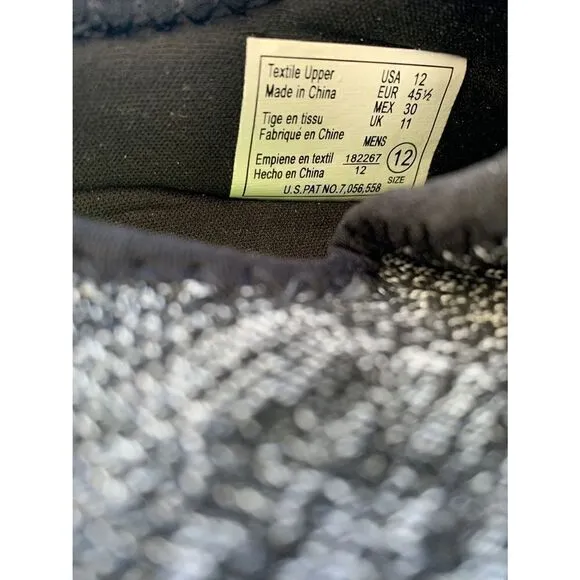 Textile Upper USA 12
Made in China EUR 45½
MEX 30
Tige en tissu UK 11
Fabriqué en Chine MENS
Empiene en textil 182267 12
Hecho en China 12 SIZE
U.S.PAT NO.7,056,558